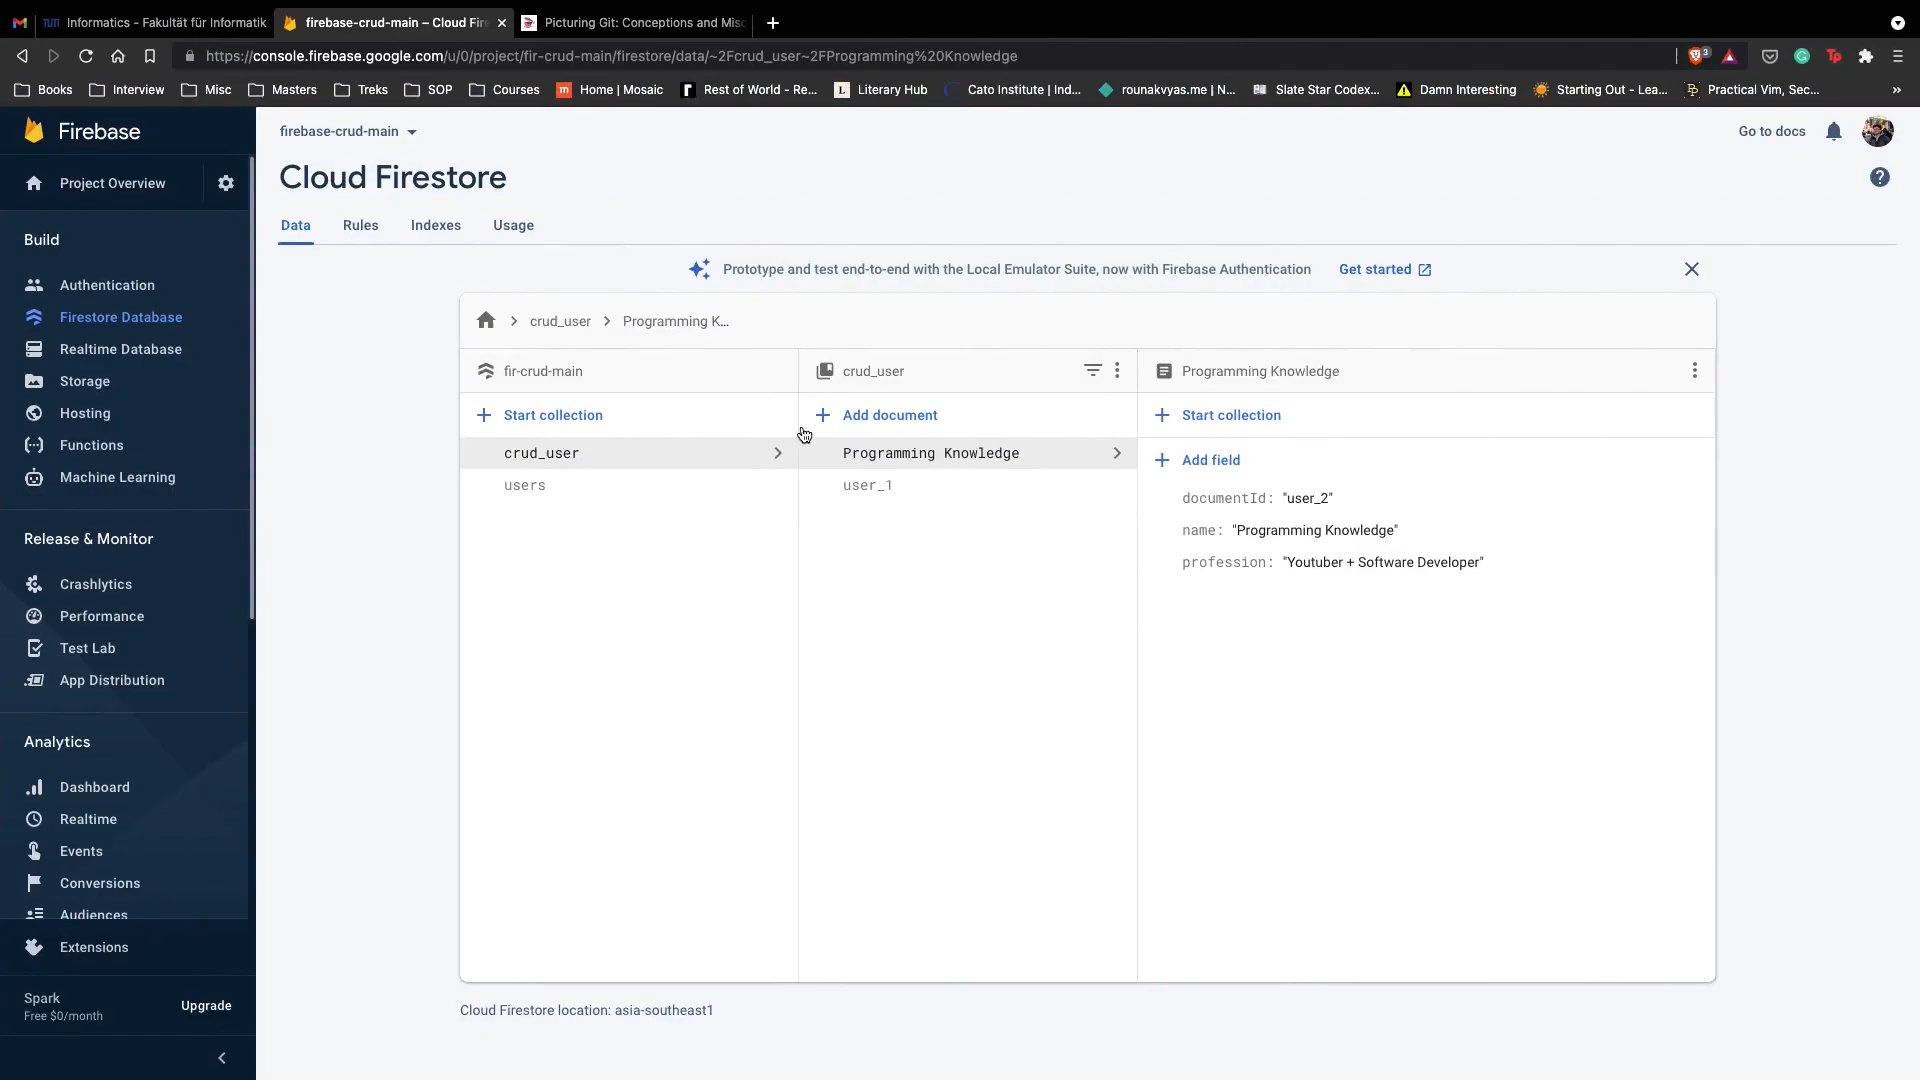 Informatics - Fakultät für Informatik
firebase-crud-main – Cloud Fire
Picturing Git: Conceptions and Misc
https://console.firebase.google.com/u/0/project/fir-crud-main/firestore/data/~2Fcrud_user~2FProgramming%20Knowledge
3
Books
Interview
Misc
Masters
Treks
SOP
Courses
Home | Mosaic
Rest of World - Re...
Literary Hub
Cato Institute | Ind...
rounakvyas.me | N...
Slate Star Codex...
Damn Interesting
Starting Out - Lea...
Practical Vim, Sec...
»
Firebase
firebase-crud-main
Go to docs
Project Overview
Cloud Firestore
Data
Rules
Indexes
Usage
Build
Prototype and test end-to-end with the Local Emulator Suite, now with Firebase Authentication
Get started
Authentication
Firestore Database
Realtime Database
Storage
Hosting
Functions
Machine Learning
crud_user
Programming K...
fir-crud-main
crud_user
Programming Knowledge
Start collection
Add document
Start collection
crud_user
Programming Knowledge
Add field
users
user_1
documentId: "user_2"
name: "Programming Knowledge"
profession: "Youtuber + Software Developer"
Release & Monitor
Crashlytics
Performance
Test Lab
App Distribution
Analytics
Dashboard
Realtime
Events
Conversions
Audiences
Extensions
Spark
Free $0/month
Upgrade
Cloud Firestore location: asia-southeast1